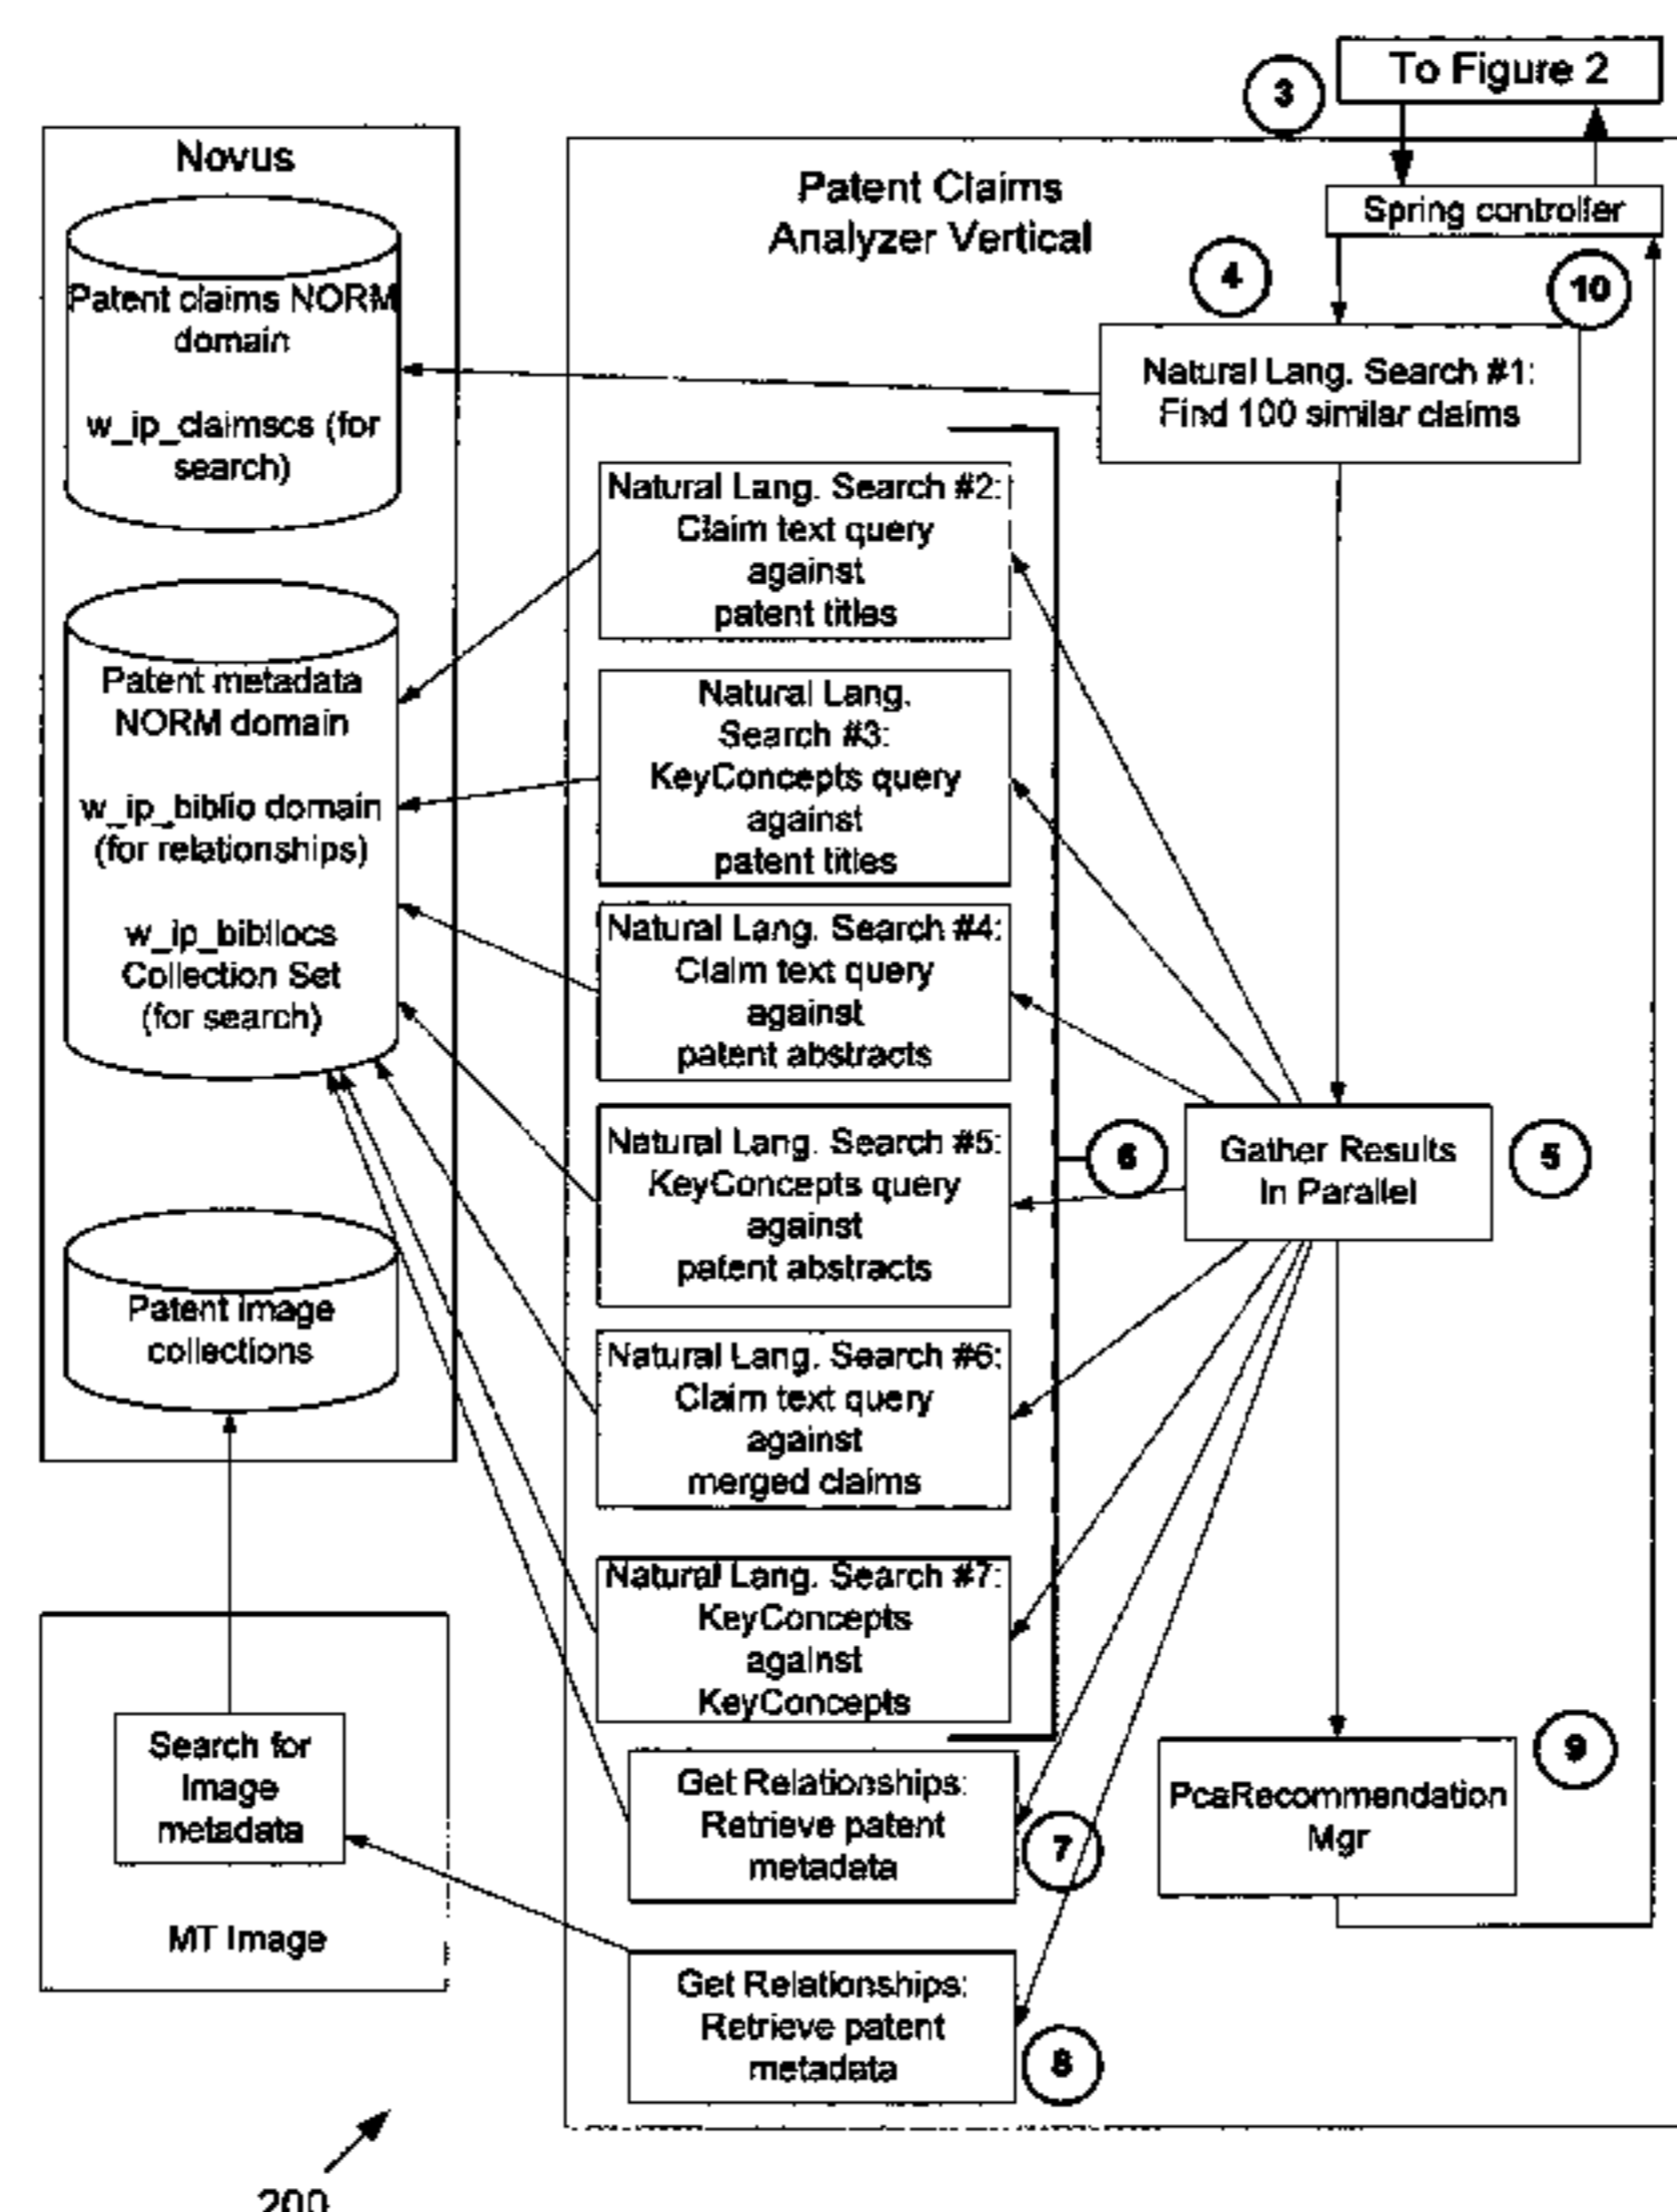 To Figure 2
3
Novus
Patent Claims
Analyzer Vertical
Spring controller
4
10
Patent claims NORM
domain
w_ip_claimscs (for
search)
Natural Lang. Search #1:
Find 100 similar claims
Natural Lang. Search #2:
Claim text query
against
patent titles
Patent metadata
NORM domain
w_ip_biblio domain
(for relationships)
w_ip_bibliocs
Collection Set
(for search)
Natural Lang.
Search #3:
KeyConcepts query
against
patent titles
Natural Lang. Search #4:
Claim text query
against
patent abstracts
Natural Lang. Search #5:
KeyConcepts query
against
patent abstracts
6
Gather Results
In Parallel
5
Patent image
collections
Natural Lang. Search #6:
Claim text query
against
merged claims
Natural Lang. Search #7:
KeyConcepts
against
KeyConcepts
Search for
Image
metadata
MT Image
Get Relationships:
Retrieve patent
metadata
7
PcaRecommendation
Mgr
9
Get Relationships:
Retrieve patent
metadata
8
200